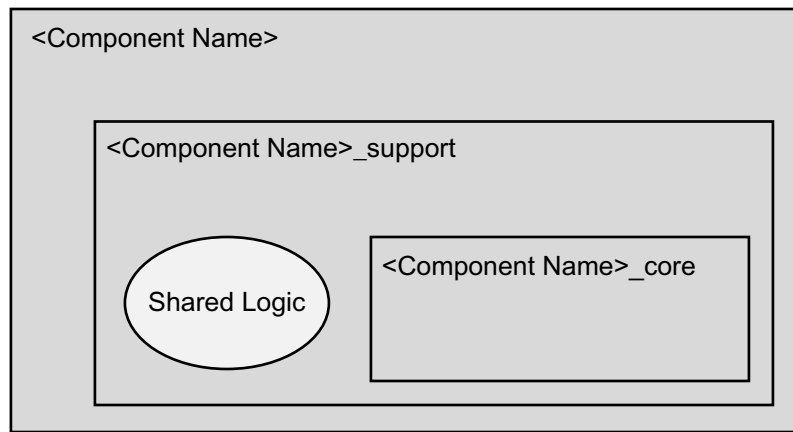 <Component Name>
<Component Name>_support
Shared Logic
<Component Name>_core